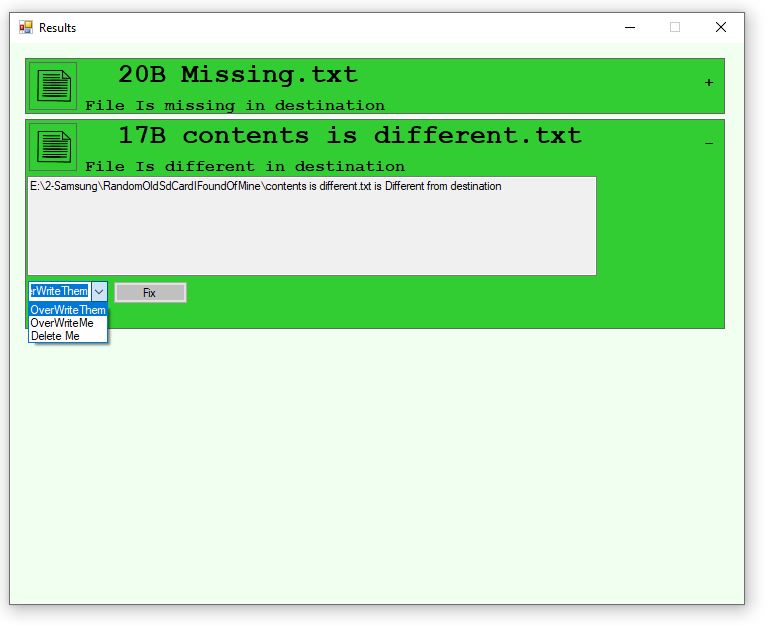 Results
20B Missing.txt
+
File Is missing in destination
17B contents is different.txt
_
File Is different in destination
E:\2-Samsung\RandomOldSdCardIFoundOfMine\contents is different.txt is Different from destination
erWriteThem
Fix
OverWriteThem
OverWriteMe
Delete Me